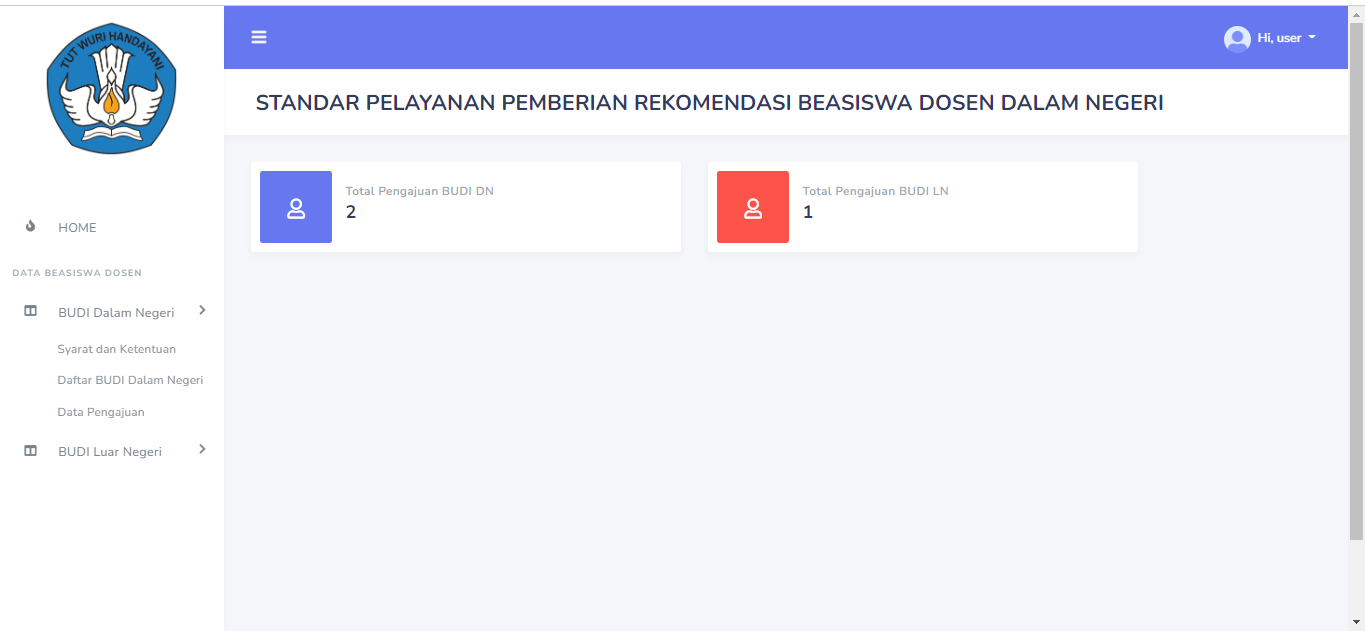 TUT WURI HANDAYANI
Hi, user
STANDAR PELAYANAN PEMBERIAN REKOMENDASI BEASISWA DOSEN DALAM NEGERI
Total Pengajuan BUDI DN
2
Total Pengajuan BUDI LN
1
HOME
DATA BEASISWA DOSEN
BUDI Dalam Negeri
Syarat dan Ketentuan
Daftar BUDI Dalam Negeri
Data Pengajuan
BUDI Luar Negeri